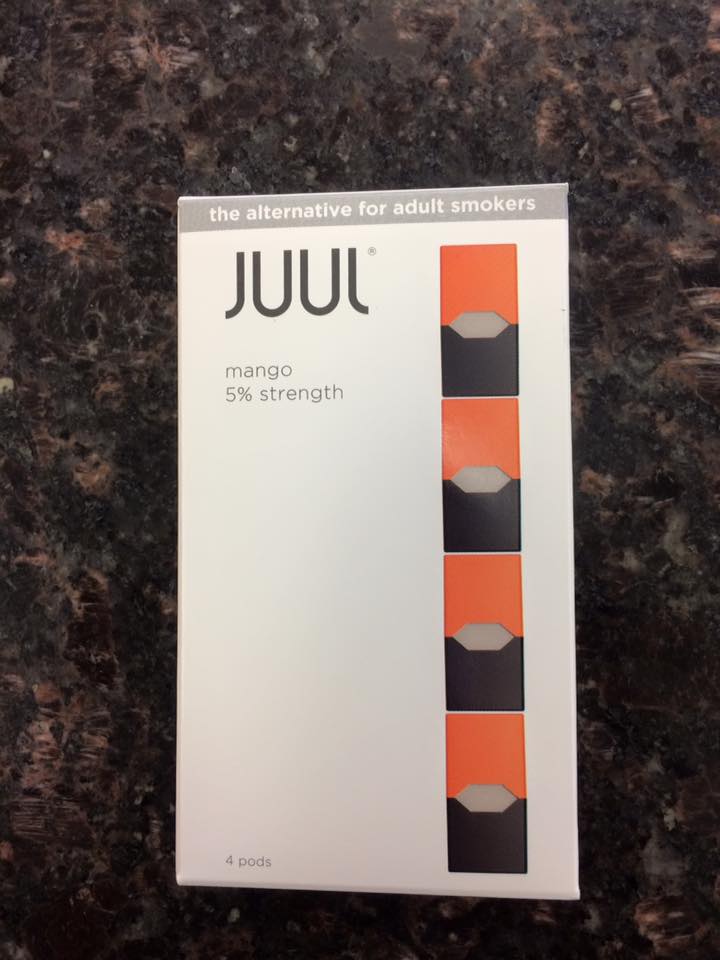 the alternative for adult smokers
JUUL®
mango
5% strength
4 pods